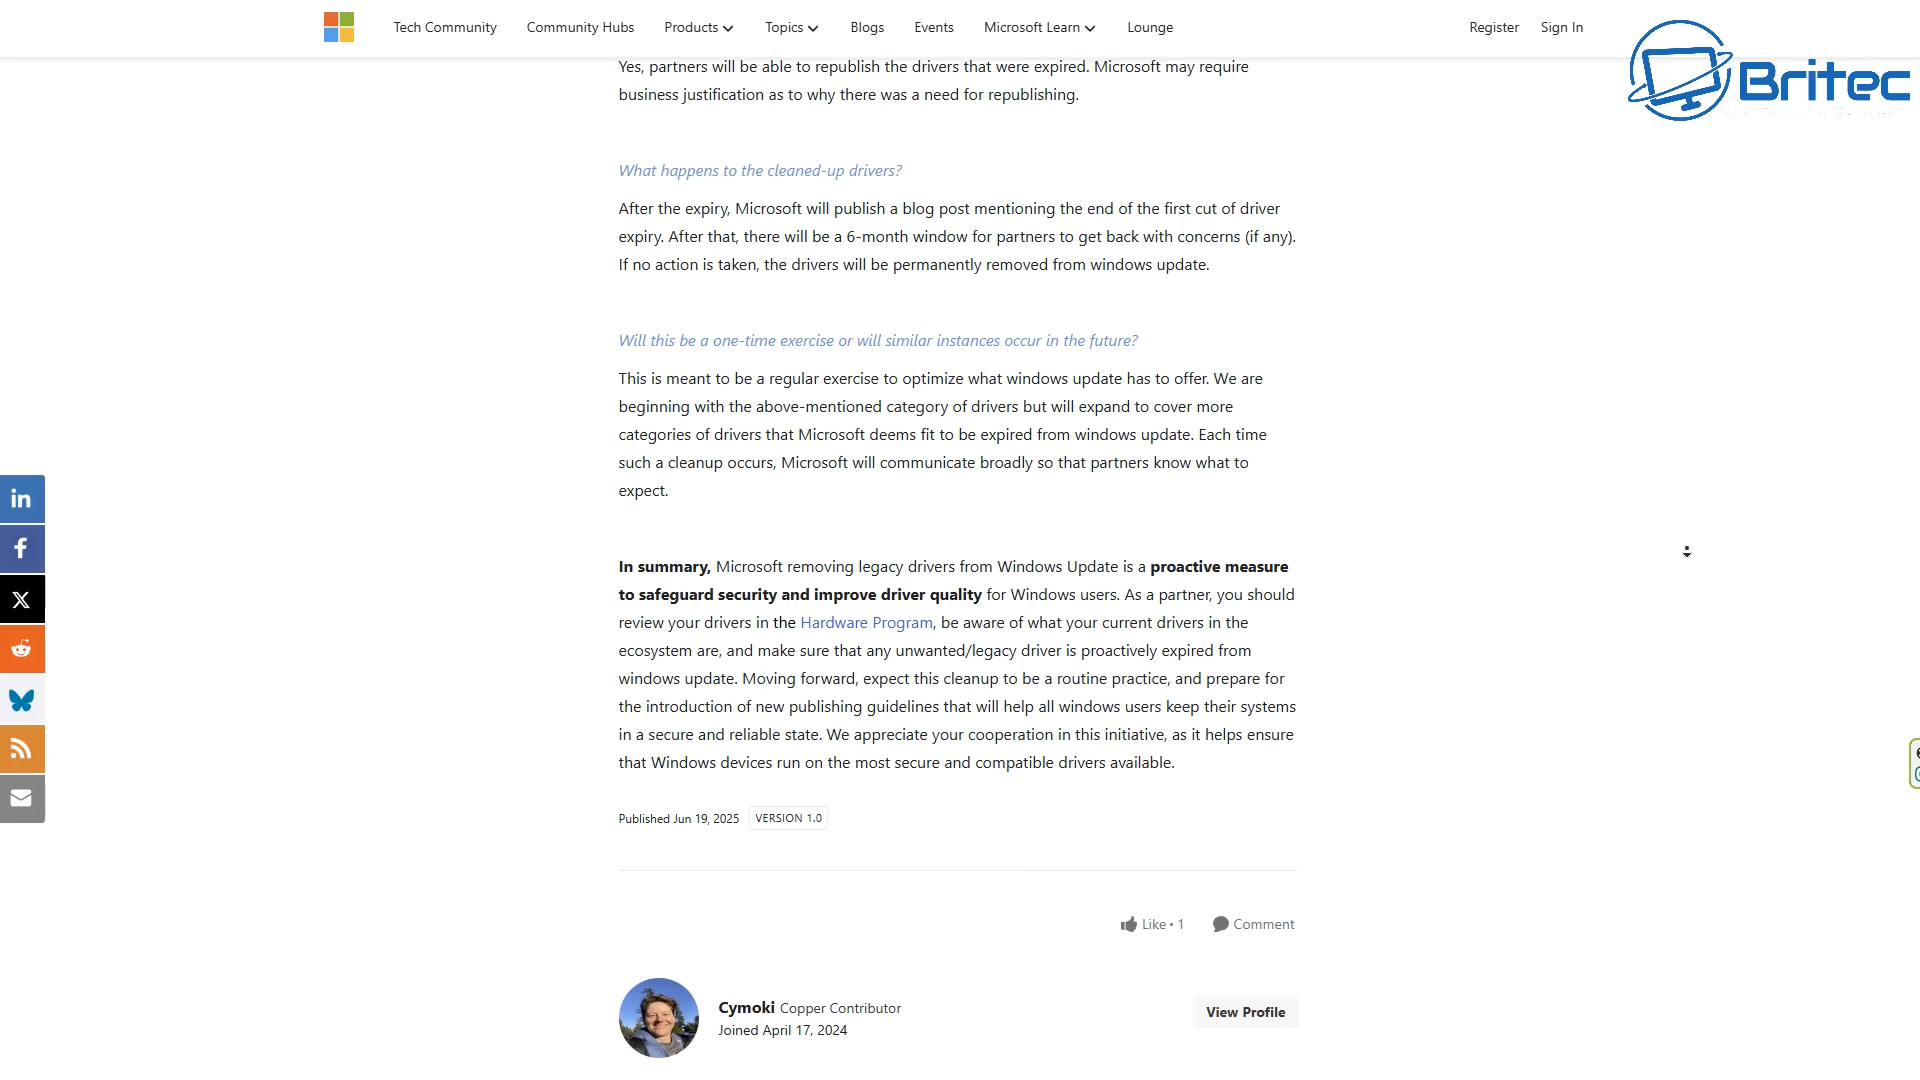 Tech Community Community Hubs Products Topics Blogs Events Microsoft Learn Lounge Register Sign In
Britec
Yes, partners will be able to republish the drivers that were expired. Microsoft may require
business justification as to why there was a need for republishing.
What happens to the cleaned-up drivers?
After the expiry, Microsoft will publish a blog post mentioning the end of the first cut of driver
expiry. After that, there will be a 6-month window for partners to get back with concerns (if any).
If no action is taken, the drivers will be permanently removed from windows update.
Will this be a one-time exercise or will similar instances occur in the future?
This is meant to be a regular exercise to optimize what windows update has to offer. We are
beginning with the above-mentioned category of drivers but will expand to cover more
categories of drivers that Microsoft deems fit to be expired from windows update. Each time
such a cleanup occurs, Microsoft will communicate broadly so that partners know what to
expect.
In summary, Microsoft removing legacy drivers from Windows Update is a proactive measure
to safeguard security and improve driver quality for Windows users. As a partner, you should
review your drivers in the Hardware Program, be aware of what your current drivers in the
ecosystem are, and make sure that any unwanted/legacy driver is proactively expired from
windows update. Moving forward, expect this cleanup to be a routine practice, and prepare for
the introduction of new publishing guidelines that will help all windows users keep their systems
in a secure and reliable state. We appreciate your cooperation in this initiative, as it helps ensure
that Windows devices run on the most secure and compatible drivers available.
Published Jun 19, 2025 VERSION 1.0
Like • 1 Comment
Cymoki Copper Contributor
Joined April 17, 2024
View Profile